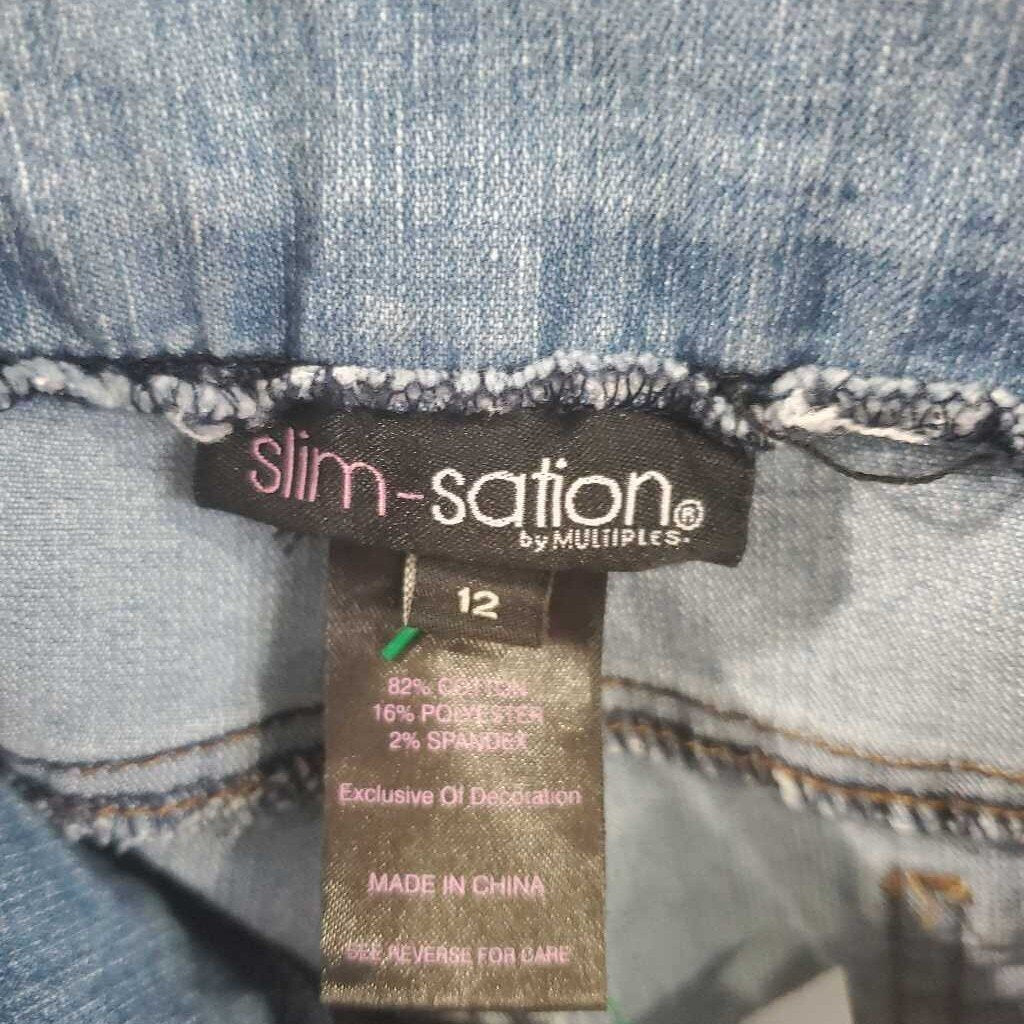 slim-sation®
by MULTIPLES.
12
82% COTTON
16% POLYESTER
2% SPANDEX
Exclusive Of Decoration
MADE IN CHINA
SEE REVERSE FOR CARE